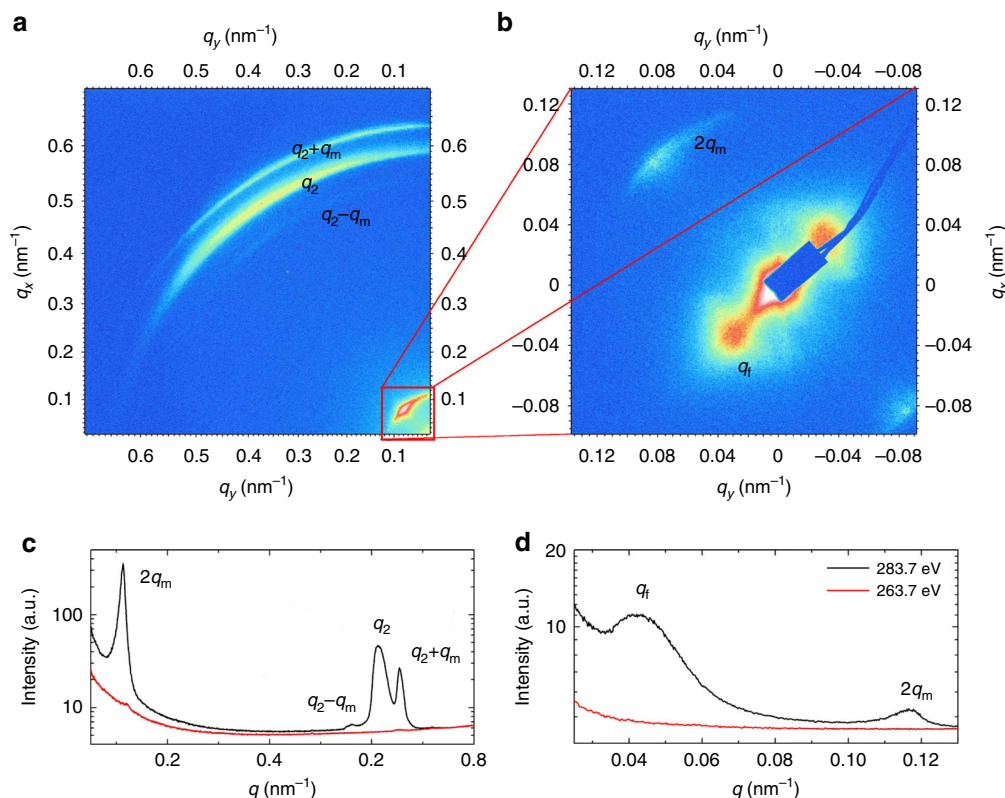 a
b
q_y (nm⁻¹)
q_y (nm⁻¹)
0.6 0.5 0.4 0.3 0.2 0.1
0.12 0.08 0.04 0 −0.04 −0.08
q₂+q_m
q₂
q₂−q_m
2q_m
q_f
q_x (nm⁻¹)
0.6
0.5
0.4
0.3
0.2
0.1
0.6
0.5
0.4
0.3
0.2
0.1
0.12
0.08
0.04
0
−0.04
−0.08
0.12
0.08
0.04
0
−0.04
−0.08
q_x (nm⁻¹)
0.6 0.5 0.4 0.3 0.2 0.1
0.12 0.08 0.04 0 −0.04 −0.08
q_y (nm⁻¹)
q_y (nm⁻¹)
c
2q_m
q₂
q₂+q_m
q₂−q_m
Intensity (a.u.)
100
10
0.2 0.4 0.2 0.8
q (nm⁻¹)
d
20
10
283.7 eV
263.7 eV
q_f
2q_m
Intensity (a.u.)
0.04 0.06 0.08 0.10 0.12
q (nm⁻¹)